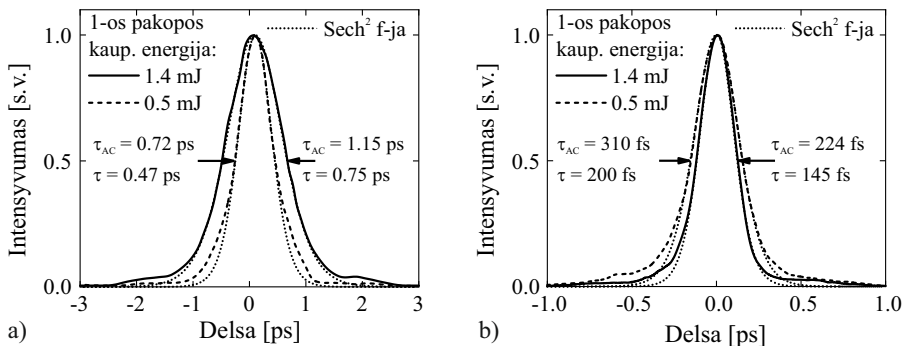 1-os pakopos
kaup. energija:
1.4 mJ
0.5 mJ
Sech² f-ja
τAC = 0.72 ps
τ = 0.47 ps
τAC = 1.15 ps
τ = 0.75 ps
Intensyvumas [s.v.]
1.0
0.5
0.0
-3 -2 -1 0 1 2 3
Delsa [ps]
a)
1-os pakopos
kaup. energija:
1.4 mJ
0.5 mJ
Sech² f-ja
τAC = 310 fs
τ = 200 fs
τAC = 224 fs
τ = 145 fs
Intensyvumas [s.v.]
1.0
0.5
0.0
-1.0 -0.5 0.0 0.5 1.0
Delsa [ps]
b)